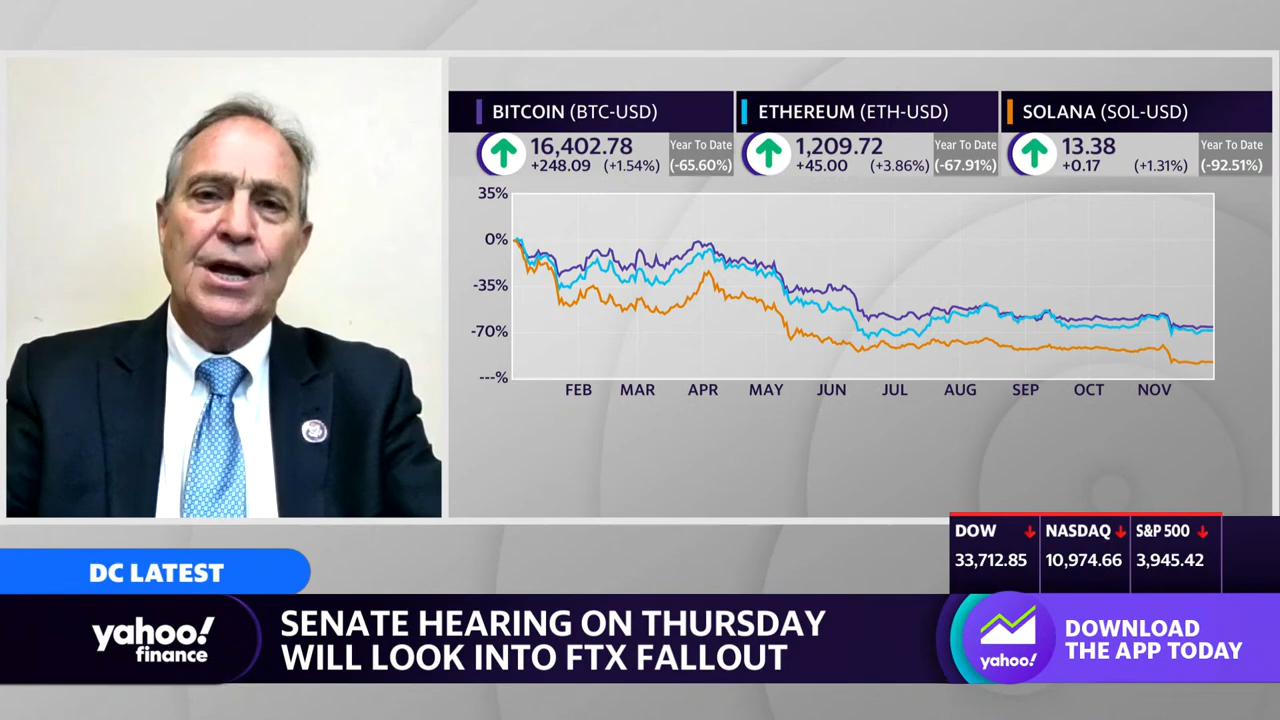 BITCOIN (BTC-USD)
16,402.78
+248.09 (+1.54%)
Year To Date
(-65.60%)
ETHEREUM (ETH-USD)
1,209.72
+45.00 (+3.86%)
Year To Date
(-67.91%)
SOLANA (SOL-USD)
13.38
+0.17 (+1.31%)
Year To Date
(-92.51%)
35%
0%
-35%
-70%
---%
FEB MAR APR MAY JUN JUL AUG SEP OCT NOV
DOW
33,712.85
NASDAQ
10,974.66
S&P 500
3,945.42
DC LATEST
yahoo!
finance
SENATE HEARING ON THURSDAY
WILL LOOK INTO FTX FALLOUT
yahoo!
DOWNLOAD
THE APP TODAY